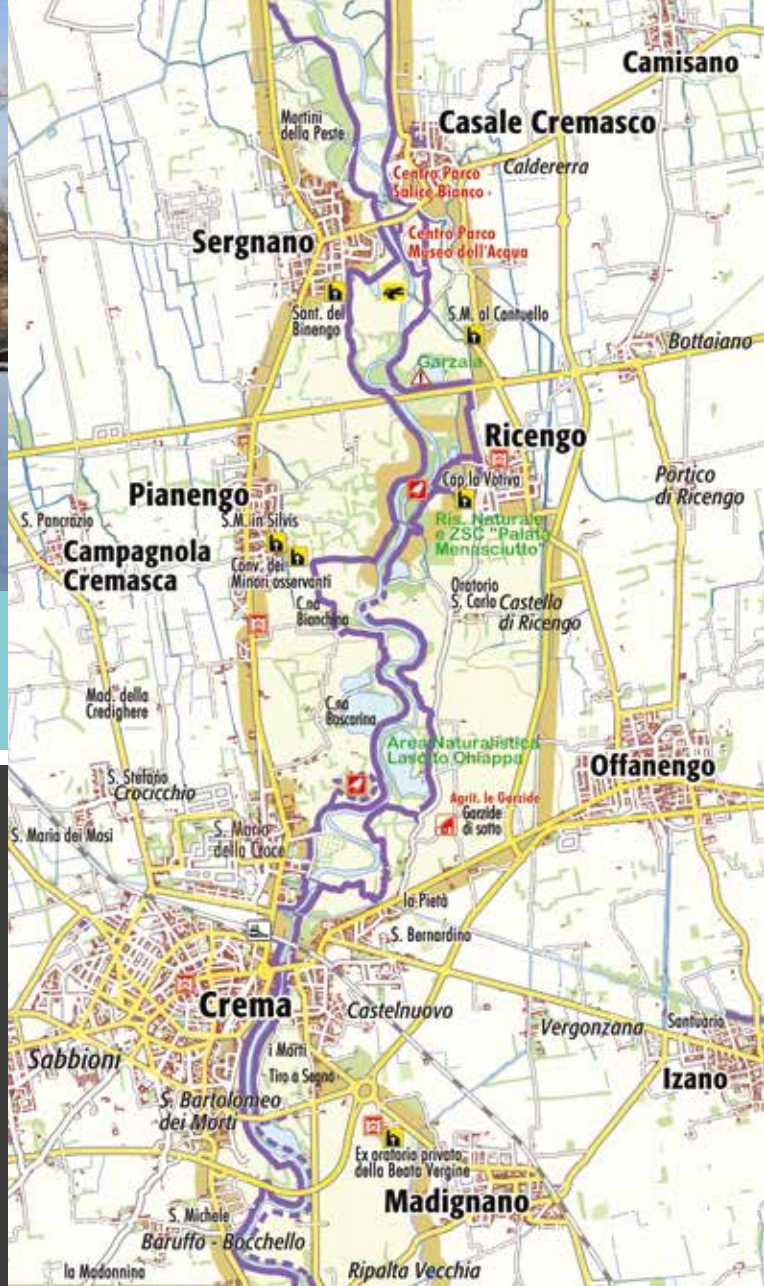 Camisano
Mortini
della Peste
Casale Cremasco
Centro Parco
Salice Bianco
Caldererra
Sergnano
Centro Parco
Museo dell'Acqua
Sant. del
Binengo
S.M. al Cantuello
Bottaiano
Garzaia
Ricengo
Pianengo
Cap. la Votiva
Portico
di Ricengo
S. Pancrazio
S.M. in Silvis
Ris. Naturale
e ZSC "Palata
Menasciutto"
Campagnola
Cremasca
Conv. dei
Minori osservanti
C.na
Bianchina
Oratorio
S. Carlo
Castello
di Ricengo
Mad. della
Credighere
C.na
Boscarina
Area Naturalistica
Lascito Chiappa
Offanengo
S. Stefano
Crocicchio
Agrit. le Garzide
Garzide
di sotto
S. Maria dei Mosi
S. Maria
della Croce
la Pietà
S. Bernardino
Crema
Castelnuovo
Vergonzana
Santuario
i Morti
Sabbioni
Tiro a Segno
Izano
S. Bartolomeo
dei Morti
Ex oratorio privato
della Beata Vergine
Madignano
S. Michele
Baruffo - Bocchello
la Madonnina
Ripalta Vecchia